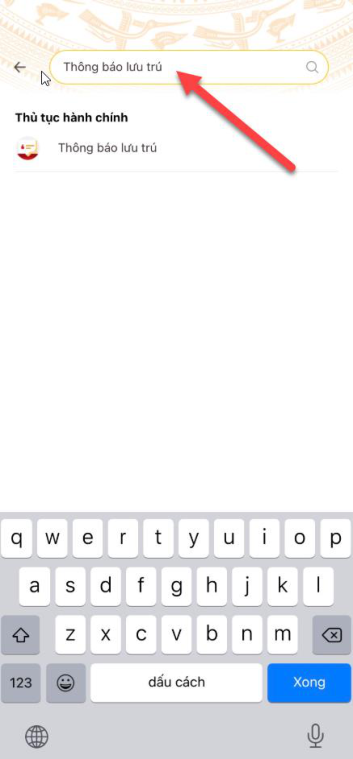 Thông báo lưu trú
Thủ tục hành chính
Thông báo lưu trú
q w e r t y u i o p
a s d f g h j k l
z x c v b n m
123 dấu cách Xong